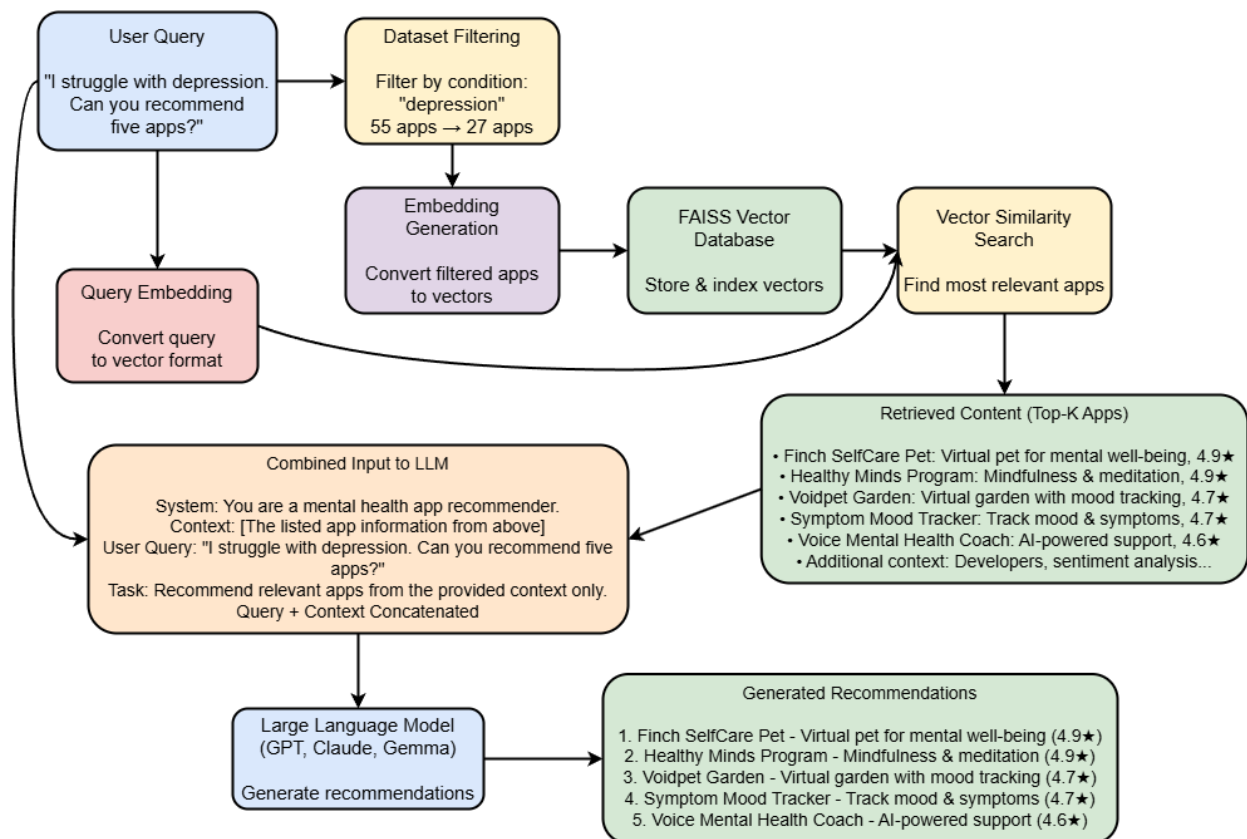 User Query
"I struggle with depression.
Can you recommend
five apps?"
Dataset Filtering
Filter by condition:
"depression"
55 apps → 27 apps
Embedding
Generation
Convert filtered apps
to vectors
FAISS Vector
Database
Store & index vectors
Vector Similarity
Search
Find most relevant apps
Query Embedding
Convert query
to vector format
Retrieved Content (Top-K Apps)
• Finch SelfCare Pet: Virtual pet for mental well-being, 4.9★
• Healthy Minds Program: Mindfulness & meditation, 4.9★
• Voidpet Garden: Virtual garden with mood tracking, 4.7★
• Symptom Mood Tracker: Track mood & symptoms, 4.7★
• Voice Mental Health Coach: AI-powered support, 4.6★
• Additional context: Developers, sentiment analysis...
Combined Input to LLM
System: You are a mental health app recommender.
Context: [The listed app information from above]
User Query: "I struggle with depression. Can you recommend five
apps?"
Task: Recommend relevant apps from the provided context only.
Query + Context Concatenated
Large Language Model
(GPT, Claude, Gemma)
Generate recommendations
Generated Recommendations
1. Finch SelfCare Pet - Virtual pet for mental well-being (4.9★)
2. Healthy Minds Program - Mindfulness & meditation (4.9★)
3. Voidpet Garden - Virtual garden with mood tracking (4.7★)
4. Symptom Mood Tracker - Track mood & symptoms (4.7★)
5. Voice Mental Health Coach - AI-powered support (4.6★)